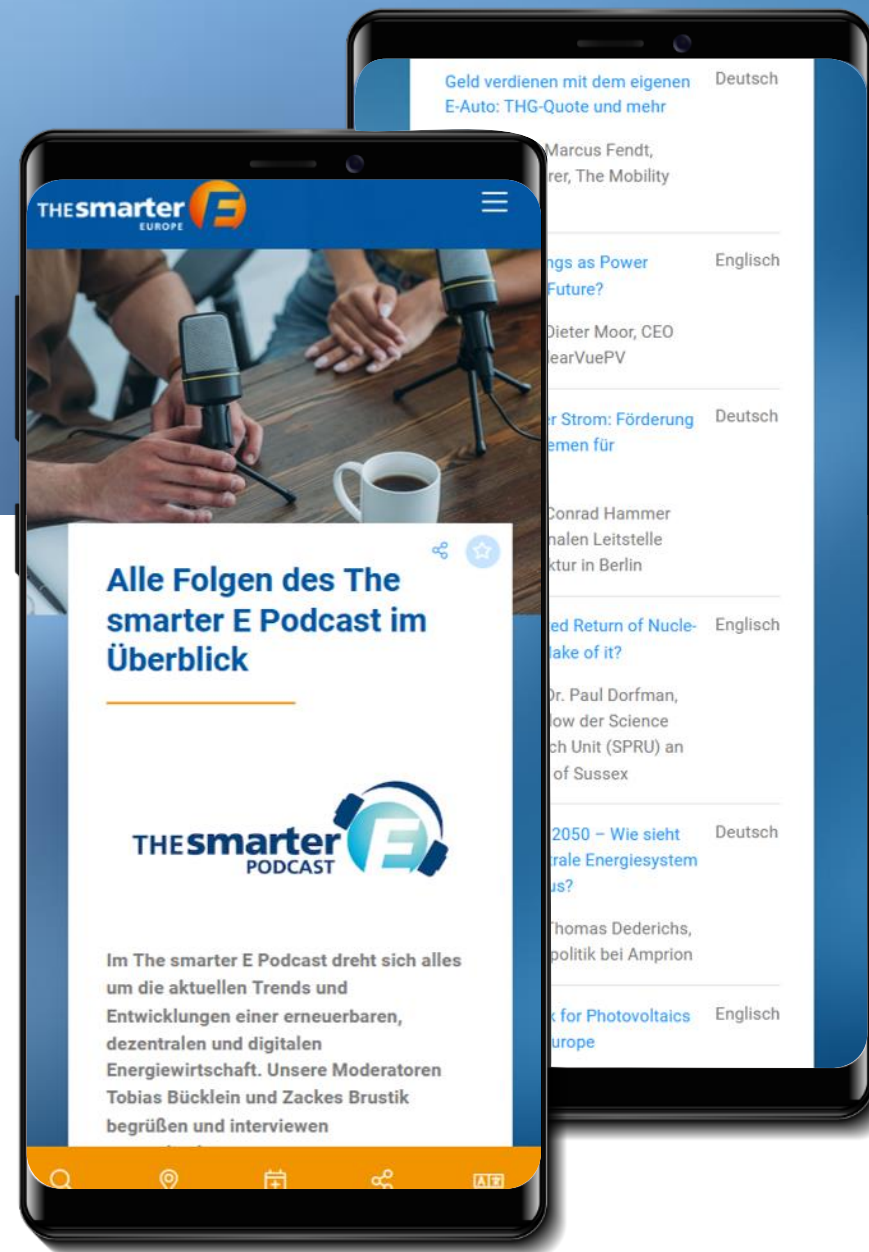 THE smarter E
EUROPE
Alle Folgen des The
smarter E Podcast im
Überblick
THE smarter E
PODCAST
Im The smarter E Podcast dreht sich alles
um die aktuellen Trends und
Entwicklungen einer erneuerbaren,
dezentralen und digitalen
Energiewirtschaft. Unsere Moderatoren
Tobias Bücklein und Zackes Brustik
begrüßen und interviewen
Geld verdienen mit dem eigenen Deutsch
E-Auto: THG-Quote und mehr
Marcus Fendt,
rer, The Mobility
ngs as Power Englisch
Future?
Dieter Moor, CEO
learVuePV
er Strom: Förderung Deutsch
emen für
Conrad Hammer
nalen Leitstelle
ktur in Berlin
ted Return of Nucle- Englisch
Make of it?
Dr. Paul Dorfman,
low der Science
ch Unit (SPRU) an
of Sussex
2050 – Wie sieht Deutsch
trale Energiesystem
us?
Thomas Dederichs,
politik bei Amprion
k for Photovoltaics Englisch
urope